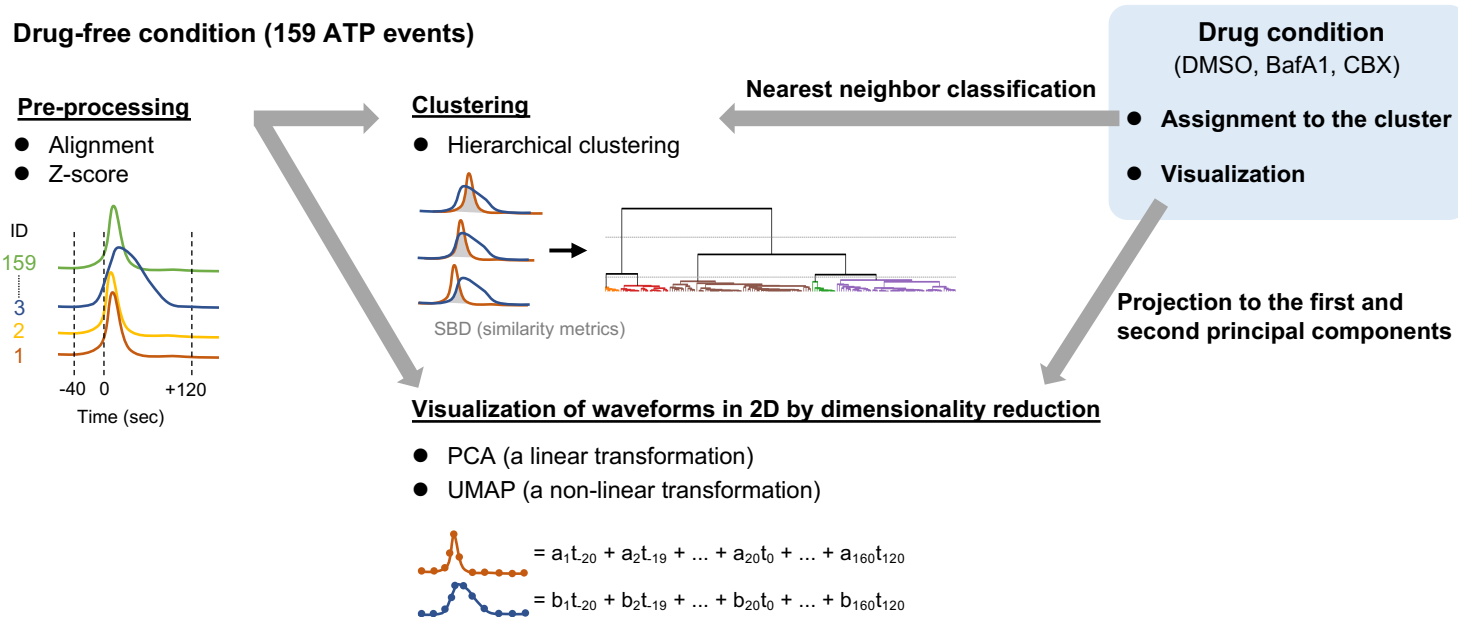 Drug-free condition (159 ATP events)
Pre-processing
● Alignment
● Z-score
ID
159
3
2
1
-40 0 +120
Time (sec)
Clustering
● Hierarchical clustering
SBD (similarity metrics)
Nearest neighbor classification
Drug condition
(DMSO, BafA1, CBX)
● Assignment to the cluster
● Visualization
Projection to the first and
second principal components
Visualization of waveforms in 2D by dimensionality reduction
● PCA (a linear transformation)
● UMAP (a non-linear transformation)
= a₁t₋₂₀ + a₂t₋₁₉ + ... + a₂₀t₀ + ... + a₁₆₀t₁₂₀
= b₁t₋₂₀ + b₂t₋₁₉ + ... + b₂₀t₀ + ... + b₁₆₀t₁₂₀